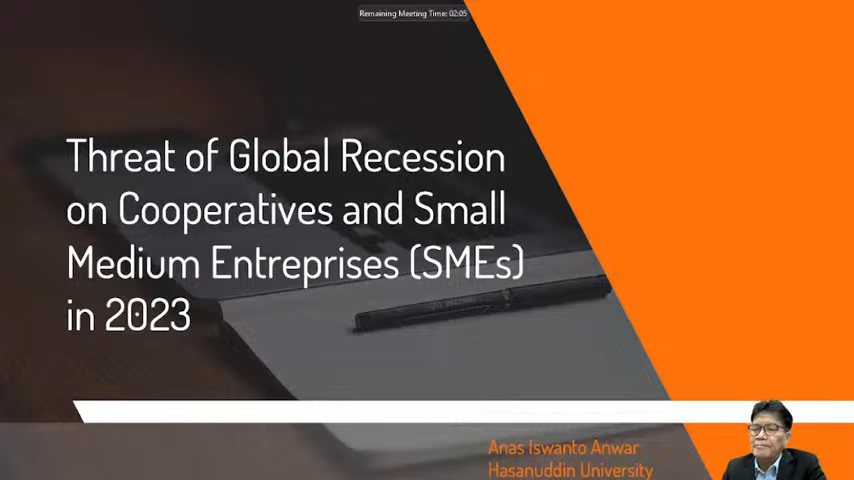 Remaining Meeting Time: 02:05
Threat of Global Recession
on Cooperatives and Small
Medium Entreprises (SMEs)
in 2023
Anas Iswanto Anwar
Hasanuddin University